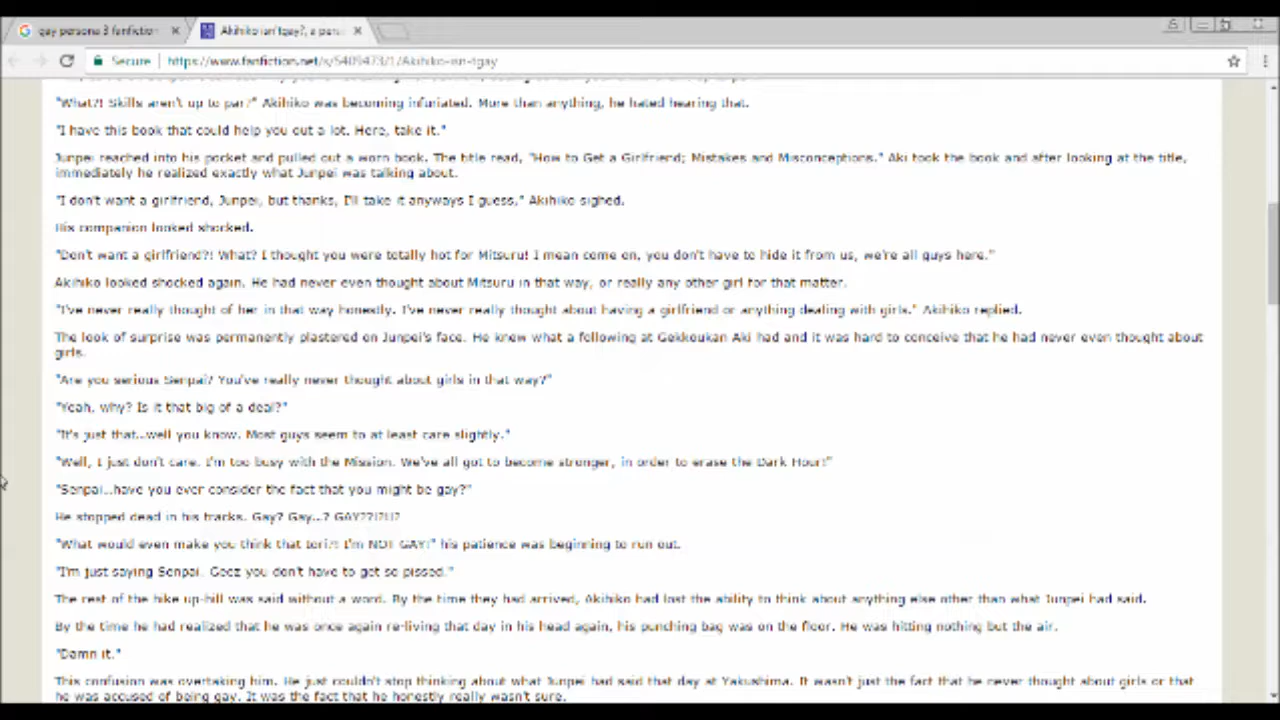 gay persona 3 fanfiction
Akihiko isn'tgay?, a pers
Secure
https://www.fanfiction.net/s/5409473/1/Akihiko-isn-tgay
"What?! Skills aren't up to par?" Akihiko was becoming infuriated. More than anything, he hated hearing that.
"I have this book that could help you out a lot. Here, take it."
Junpei reached into his pocket and pulled out a worn book. The title read, "How to Get a Girlfriend; Mistakes and Misconceptions." Aki took the book and after looking at the title,
immediately he realized exactly what Junpei was talking about.
"I don't want a girlfriend, Junpei, but thanks, I'll take it anyways I guess," Akihiko sighed.
His companion looked shocked.
"Don't want a girlfriend?! What? I thought you were totally hot for Mitsuru! I mean come on, you don't have to hide it from us, we're all guys here."
Akihiko looked shocked again. He had never even thought about Mitsuru in that way, or really any other girl for that matter.
"I've never really thought of her in that way honestly. I've never really thought about having a girlfriend or anything dealing with girls." Akihiko replied.
The look of surprise was permanently plastered on Junpei's face. He knew what a following at Gekkoukan Aki had and it was hard to conceive that he had never even thought about
girls.
"Are you serious Senpai? You've really never thought about girls in that way?"
"Yeah, why? Is it that big of a deal?"
"It's just that...well you know. Most guys seem to at least care slightly."
"Well, I just don't care. I'm too busy with the Mission. We've all got to become stronger, in order to erase the Dark Hour!"
"Senpai...have you ever consider the fact that you might be gay?"
He stopped dead in his tracks. Gay? Gay...? GAY??!?!!?
"What would even make you think that Iori?! I'm NOT GAY!" his patience was beginning to run out.
"I'm just saying Senpai. Geez you don't have to get so pissed."
The rest of the hike up-hill was said without a word. By the time they had arrived, Akihiko had lost the ability to think about anything else other than what Junpei had said.
By the time he had realized that he was once again re-living that day in his head again, his punching bag was on the floor. He was hitting nothing but the air.
"Damn it."
This confusion was overtaking him. He just couldn't stop thinking about what Junpei had said that day at Yakushima. It wasn't just the fact that he never thought about girls or that
he was accused of being gay. It was the fact that he honestly really wasn't sure.